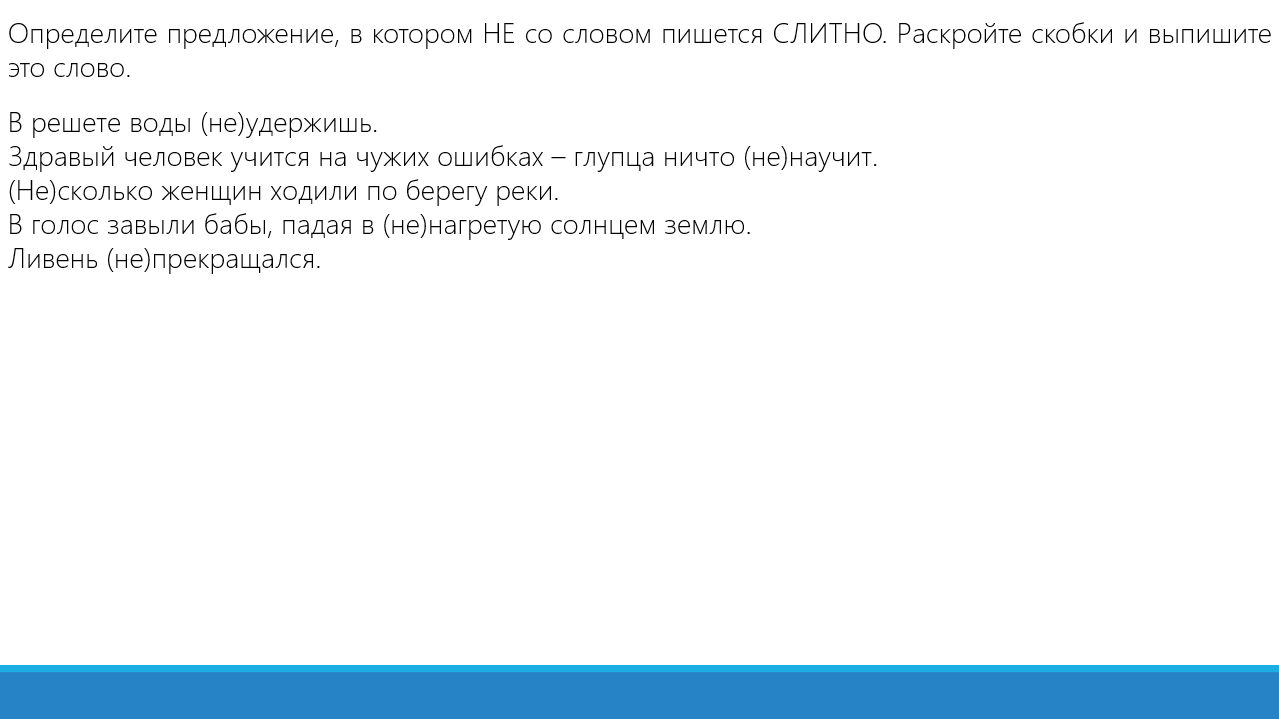 Определите предложение, в котором НЕ со словом пишется СЛИТНО. Раскройте скобки и выпишите
это слово.
В решете воды (не)удержишь.
Здравый человек учится на чужих ошибках – глупца ничто (не)научит.
(Не)сколько женщин ходили по берегу реки.
В голос завыли бабы, падая в (не)нагретую солнцем землю.
Ливень (не)прекращался.